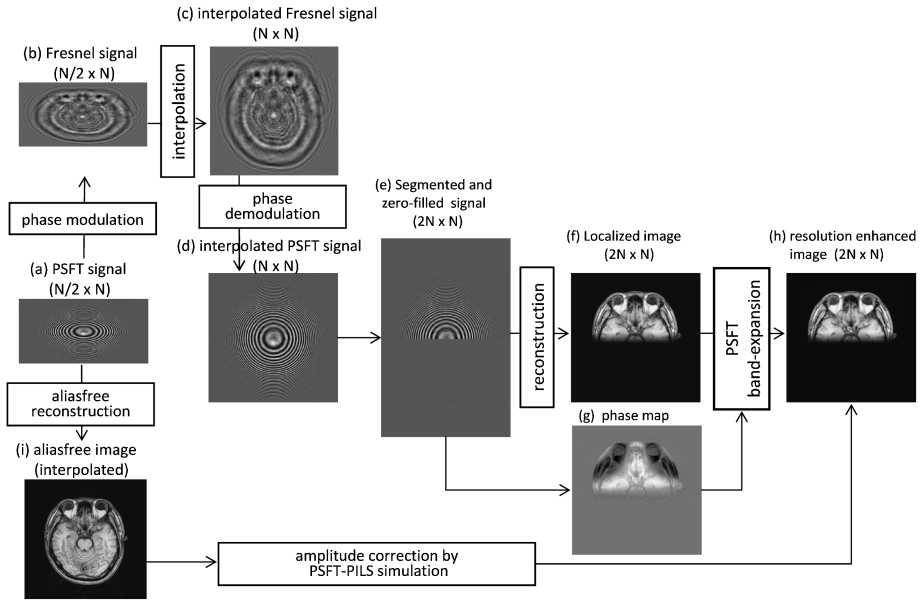 (c) interpolated Fresnel signal
(N x N)
(b) Fresnel signal
(N/2 x N)
interpolation
phase modulation
phase
demodulation
(a) PSFT signal
(N/2 x N)
(d) interpolated PSFT signal
(N x N)
(e) Segmented and
zero-filled signal
(2N x N)
(f) Localized image
(2N x N)
(h) resolution enhanced
image (2N x N)
reconstruction
PSFT
band-expansion
aliasfree
reconstruction
(g) phase map
(i) aliasfree image
(interpolated)
amplitude correction by
PSFT-PILS simulation